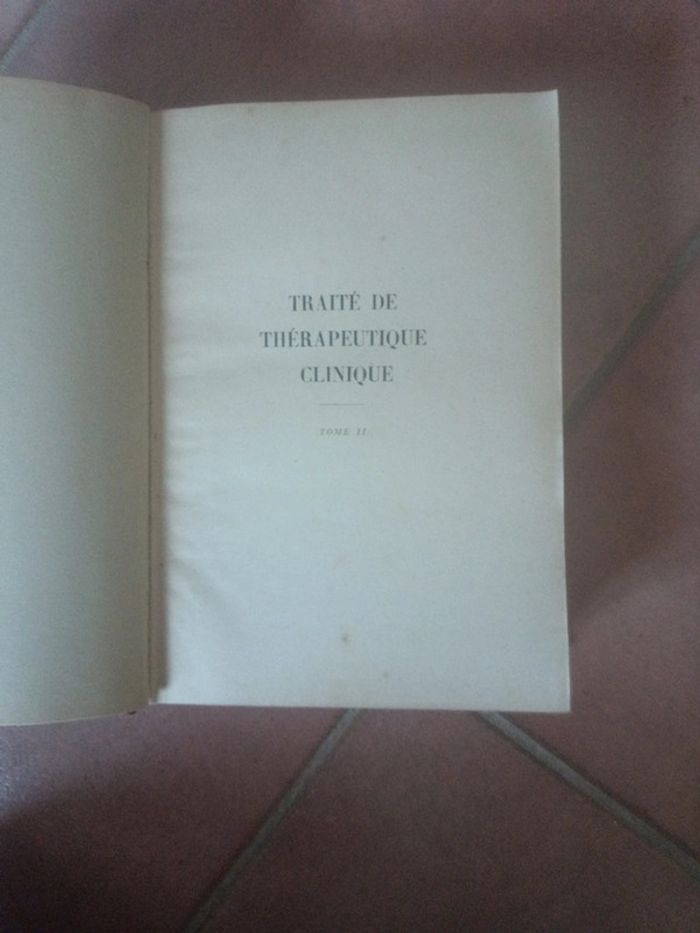 TRAITÉ DE
THÉRAPEUTIQUE
CLINIQUE
TOME II